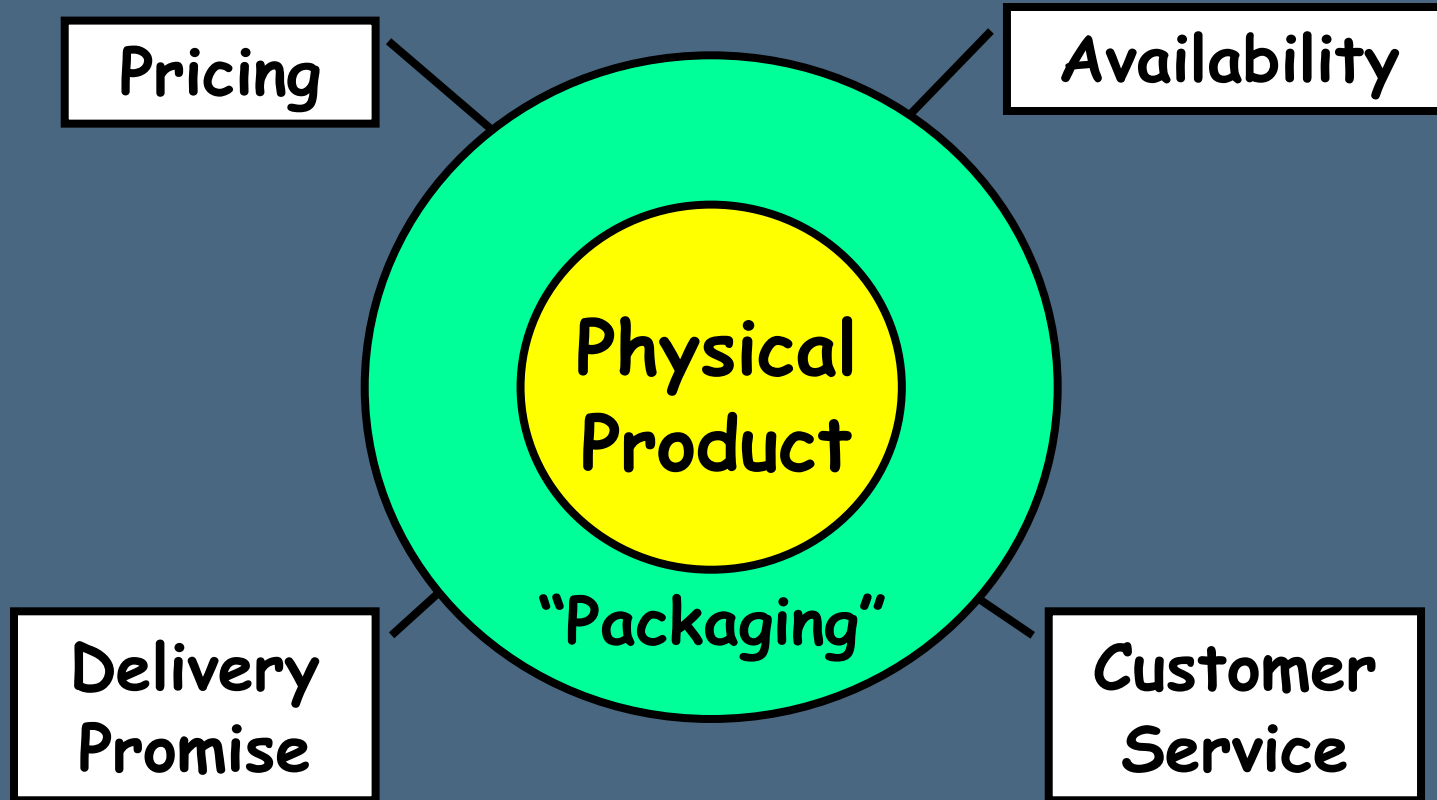 Pricing
Availability
Physical
Product
“Packaging”
Delivery
Promise
Customer
Service